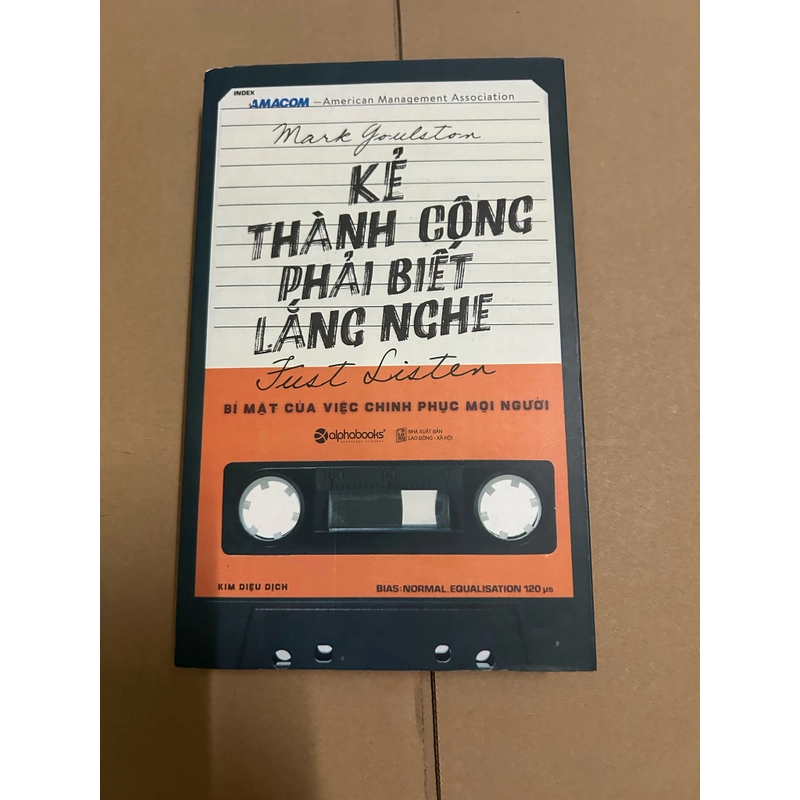 INDEX
AMACOM —American Management Association
Mark Goulston
KẺ
THÀNH CÔNG
PHẢI BIẾT
LẮNG NGHE
Just Listen
BÍ MẬT CỦA VIỆC CHINH PHỤC MỌI NGƯỜI
alphabooks®
NHÀ XUẤT BẢN
LAO ĐỘNG - XÃ HỘI
KIM DIỆU DỊCH
BIAS:NORMAL.EQUALISATION 120 µs